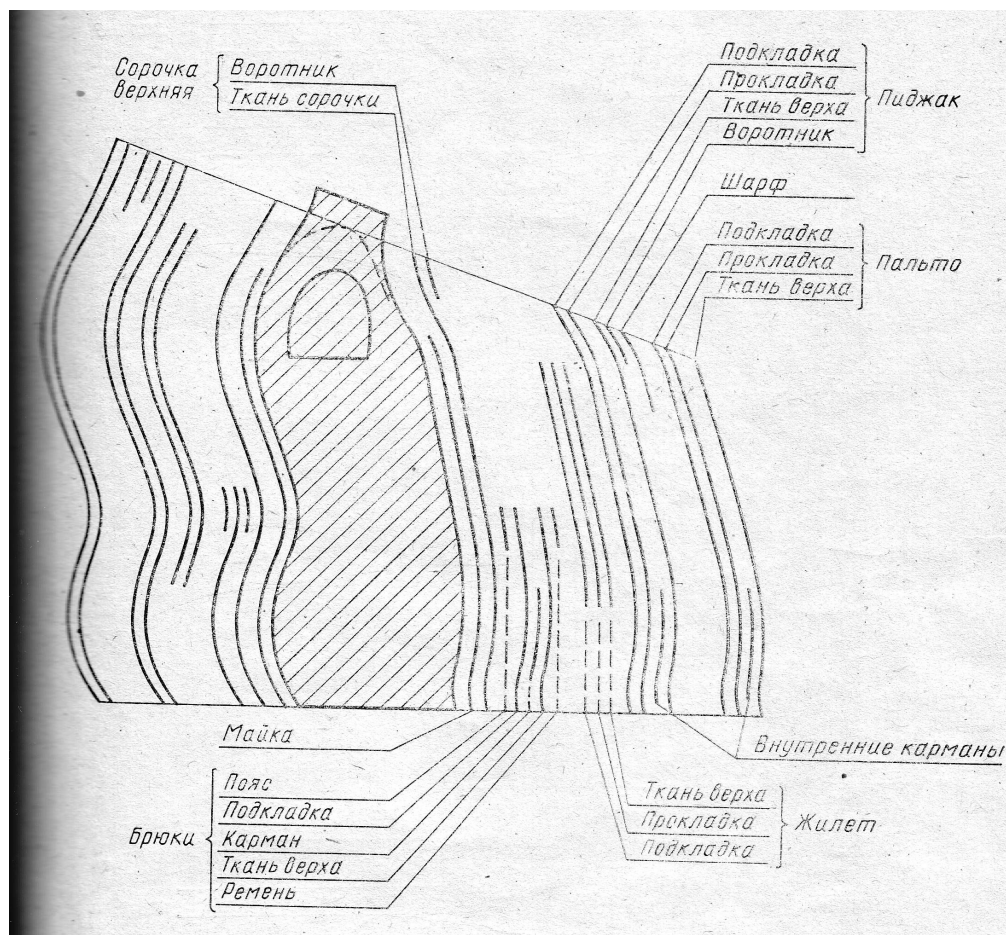 Сорочка
верхняя
Воротник
Ткань сорочки
Подкладка
Прокладка
Ткань верха
Воротник
Пиджак
Шарф
Подкладка
Прокладка
Ткань верха
Пальто
Майка
Внутренние карманы
Брюки
Пояс
Подкладка
Карман
Ткань верха
Ремень
Ткань верха
Прокладка
Подкладка
Жилет